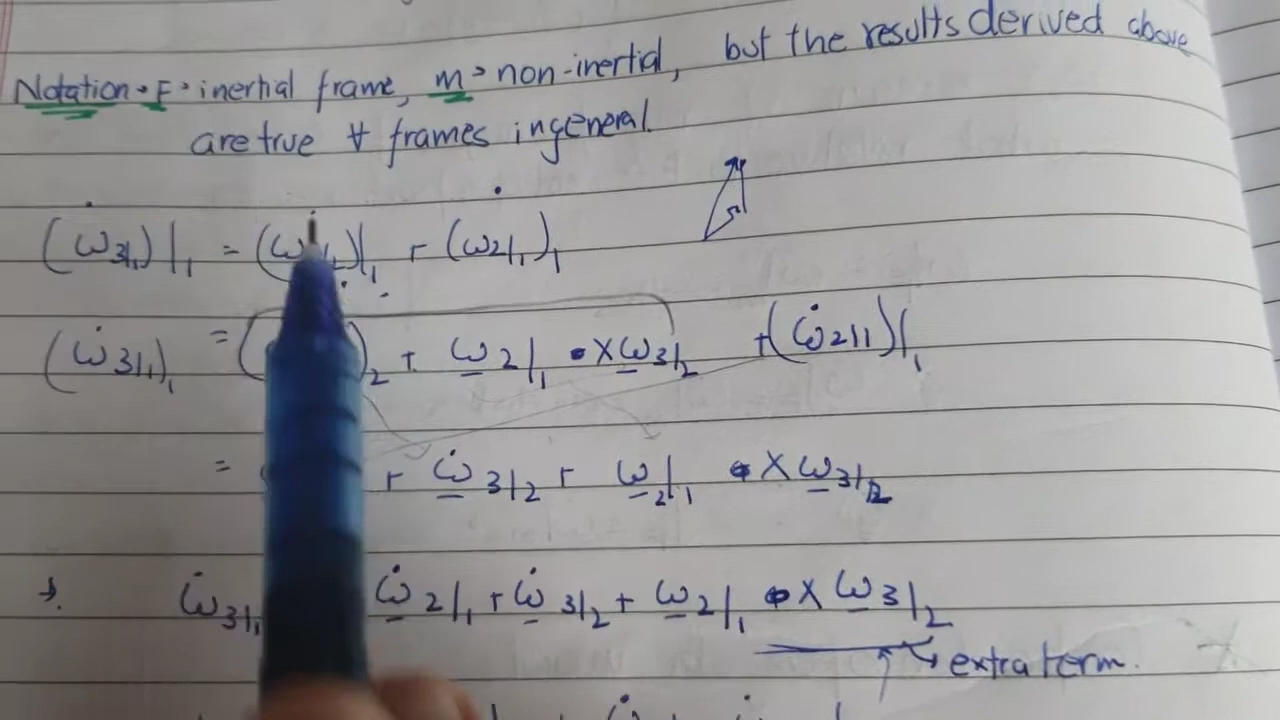 Notation • F • inertial frame, m → non-inertial, but the results derived above
are true ∀ frames in general.
(ω̇3|1)|1 = (ω )|1 + (ω̇2|1)1
(ω̇3|1)1 = ( )2 + ω2|1 × ω3|2 + (ω̇2|1)|1
= + ω̇3|2 + ω2|1 × ω3|2
ω̇3|1 ω̇2|1 + ω̇3|2 + ω2|1 × ω3|2
extra term.